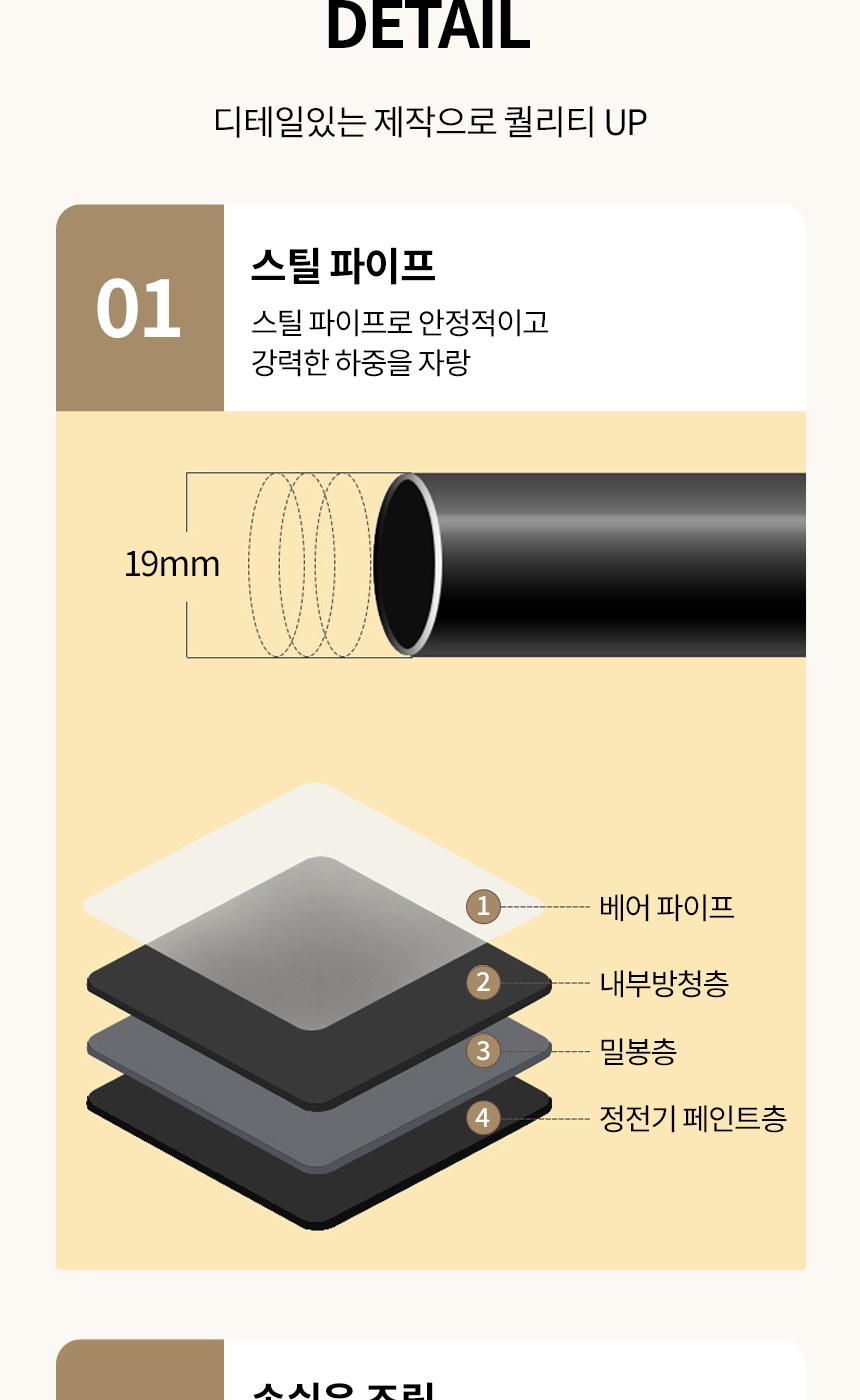 DETAIL
디테일있는 제작으로 퀄리티 UP
01
스틸 파이프
스틸 파이프로 안정적이고
강력한 하중을 자랑
19mm
1 베어 파이프
2 내부방청층
3 밀봉층
4 정전기 페인트층